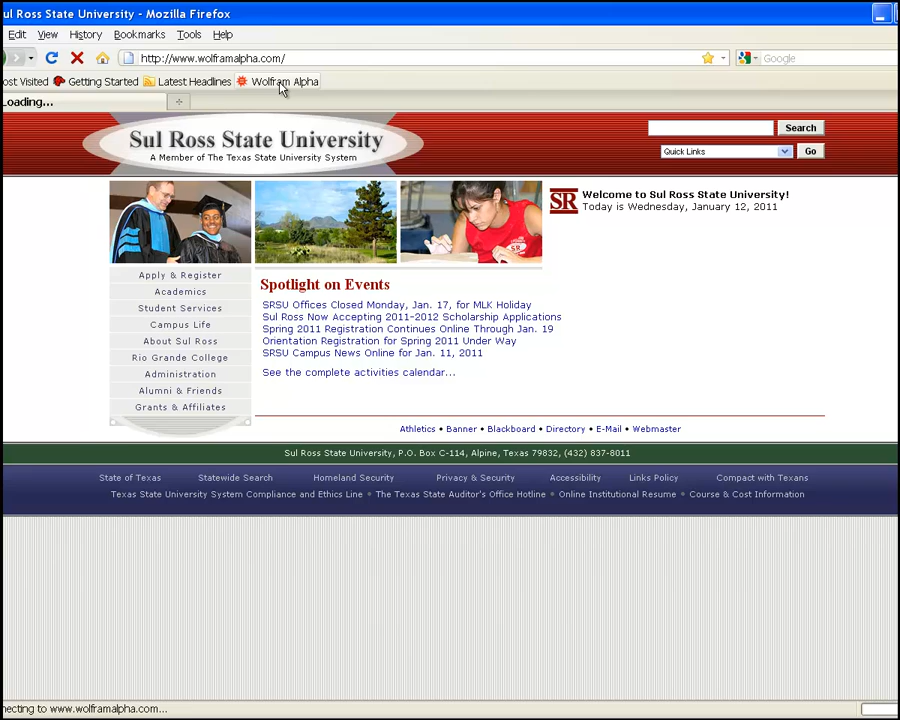 ul Ross State University - Mozilla Firefox
Edit View History Bookmarks Tools Help
http://www.wolframalpha.com/ Google
ost Visited Getting Started Latest Headlines Wolfram Alpha
Loading...
Sul Ross State University
A Member of The Texas State University System
Search
Quick Links Go
SR Welcome to Sul Ross State University!
Today is Wednesday, January 12, 2011
Apply & Register
Academics
Student Services
Campus Life
About Sul Ross
Rio Grande College
Administration
Alumni & Friends
Grants & Affiliates
Spotlight on Events
SRSU Offices Closed Monday, Jan. 17, for MLK Holiday
Sul Ross Now Accepting 2011-2012 Scholarship Applications
Spring 2011 Registration Continues Online Through Jan. 19
Orientation Registration for Spring 2011 Under Way
SRSU Campus News Online for Jan. 11, 2011
See the complete activities calendar...
Athletics • Banner • Blackboard • Directory • E-Mail • Webmaster
Sul Ross State University, P.O. Box C-114, Alpine, Texas 79832, (432) 837-8011
State of Texas Statewide Search Homeland Security Privacy & Security Accessibility Links Policy Compact with Texans
Texas State University System Compliance and Ethics Line • The Texas State Auditor's Office Hotline • Online Institutional Resume • Course & Cost Information
necting to www.wolframalpha.com...